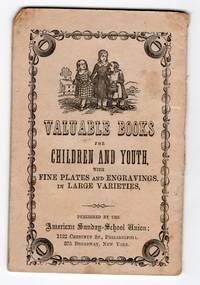 VALUABLE BOOKS
FOR
CHILDREN AND YOUTH,
WITH
FINE PLATES AND ENGRAVINGS,
IN LARGE VARIETIES,
PUBLISHED BY THE
American Sunday-School Union:
1122 CHESTNUT ST., PHILADELPHIA.
375 BROADWAY, NEW YORK.